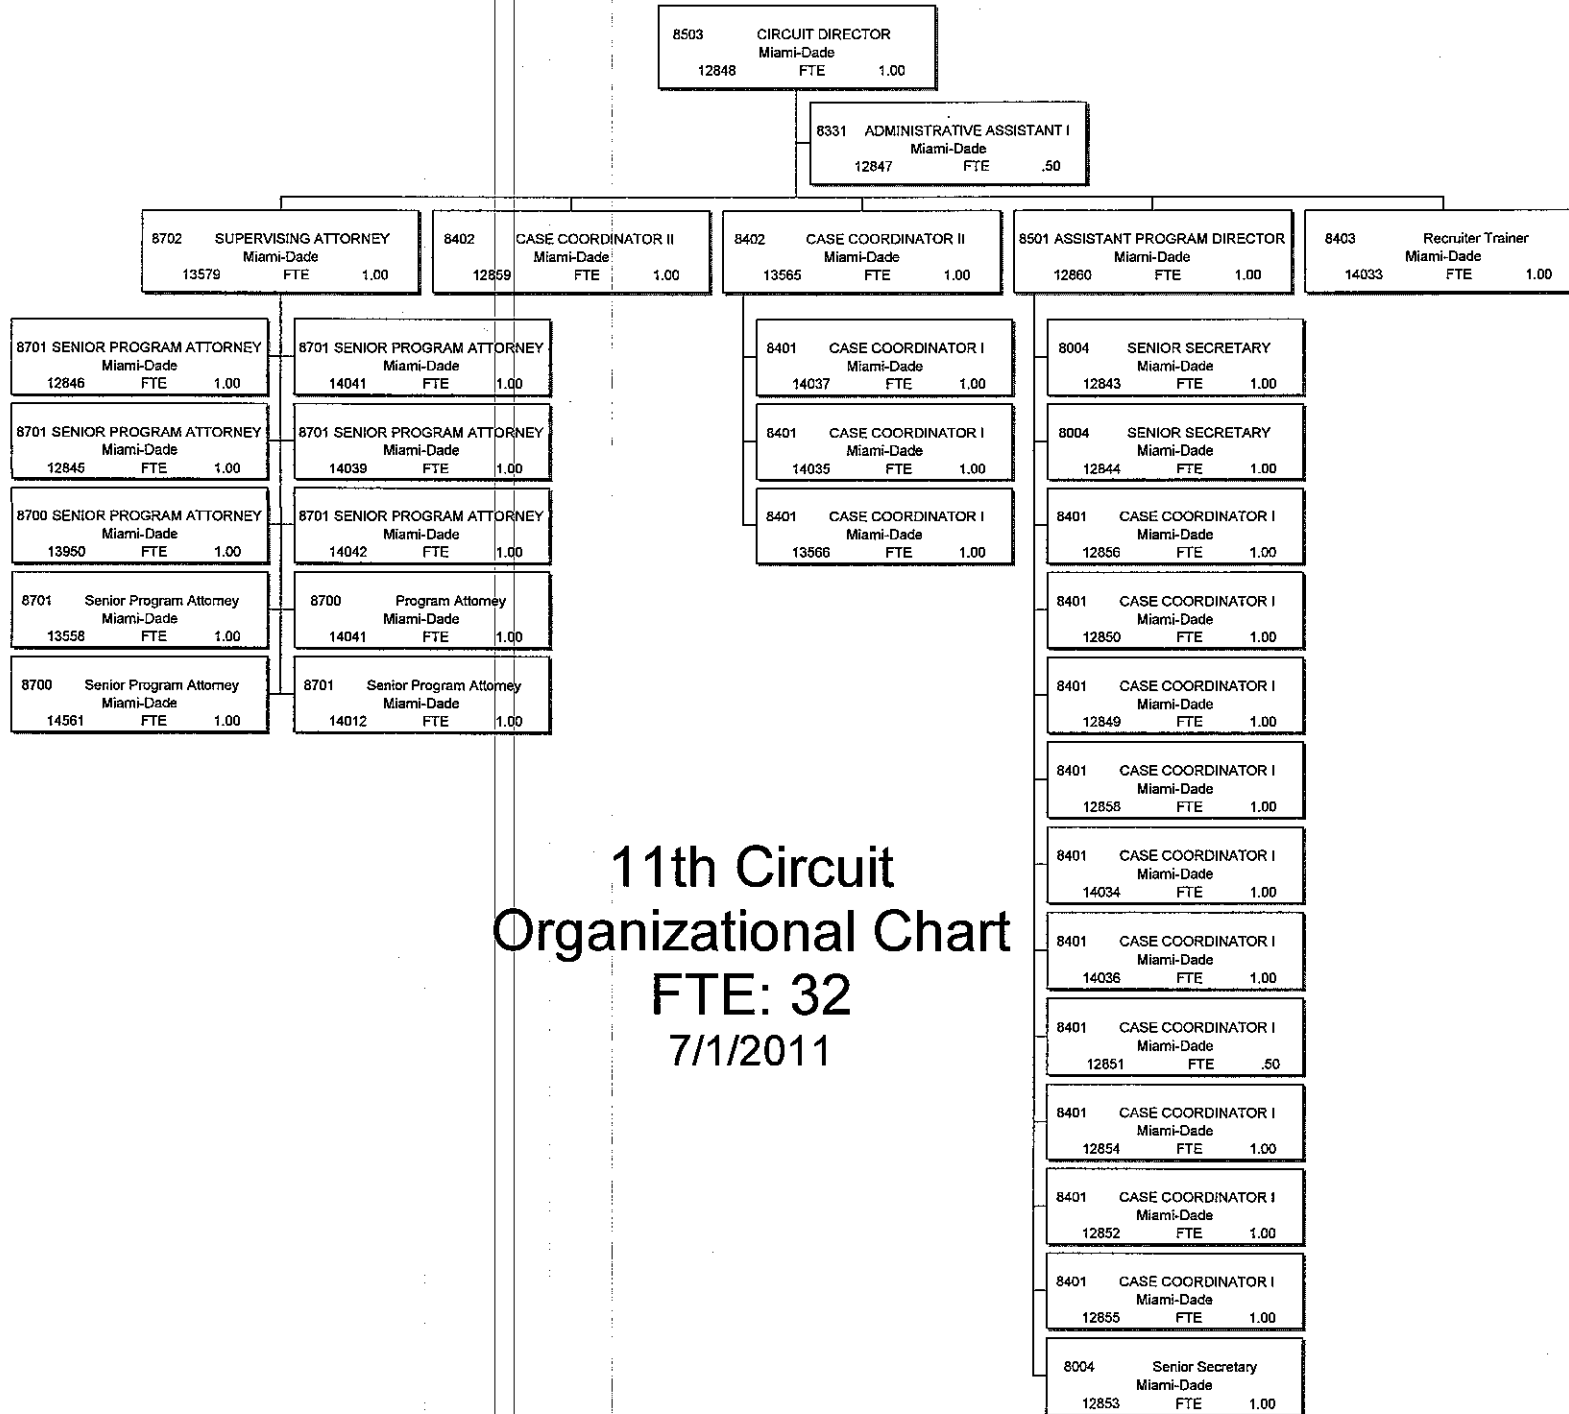 8503 CIRCUIT DIRECTOR
Miami-Dade
12848 FTE 1.00
8331 ADMINISTRATIVE ASSISTANT I
Miami-Dade
12847 FTE .50
8702 SUPERVISING ATTORNEY
Miami-Dade
13579 FTE 1.00
8402 CASE COORDINATOR II
Miami-Dade
12859 FTE 1.00
8402 CASE COORDINATOR II
Miami-Dade
13565 FTE 1.00
8501 ASSISTANT PROGRAM DIRECTOR
Miami-Dade
12860 FTE 1.00
8403 Recruiter Trainer
Miami-Dade
14033 FTE 1.00
8701 SENIOR PROGRAM ATTORNEY
Miami-Dade
12846 FTE 1.00
8701 SENIOR PROGRAM ATTORNEY
Miami-Dade
12845 FTE 1.00
8700 SENIOR PROGRAM ATTORNEY
Miami-Dade
13950 FTE 1.00
8701 Senior Program Attorney
Miami-Dade
13558 FTE 1.00
8700 Senior Program Attorney
Miami-Dade
14561 FTE 1.00
8701 SENIOR PROGRAM ATTORNEY
Miami-Dade
14041 FTE 1.00
8701 SENIOR PROGRAM ATTORNEY
Miami-Dade
14039 FTE 1.00
8701 SENIOR PROGRAM ATTORNEY
Miami-Dade
14042 FTE 1.00
8700 Program Attorney
Miami-Dade
14041 FTE 1.00
8701 Senior Program Attorney
Miami-Dade
14012 FTE 1.00
8401 CASE COORDINATOR I
Miami-Dade
14037 FTE 1.00
8401 CASE COORDINATOR I
Miami-Dade
14035 FTE 1.00
8401 CASE COORDINATOR I
Miami-Dade
13566 FTE 1.00
8004 SENIOR SECRETARY
Miami-Dade
12843 FTE 1.00
8004 SENIOR SECRETARY
Miami-Dade
12844 FTE 1.00
8401 CASE COORDINATOR I
Miami-Dade
12856 FTE 1.00
8401 CASE COORDINATOR I
Miami-Dade
12850 FTE 1.00
8401 CASE COORDINATOR I
Miami-Dade
12849 FTE 1.00
8401 CASE COORDINATOR I
Miami-Dade
12858 FTE 1.00
8401 CASE COORDINATOR I
Miami-Dade
14034 FTE 1.00
8401 CASE COORDINATOR I
Miami-Dade
14036 FTE 1.00
8401 CASE COORDINATOR I
Miami-Dade
12851 FTE .50
8401 CASE COORDINATOR I
Miami-Dade
12854 FTE 1.00
8401 CASE COORDINATOR I
Miami-Dade
12852 FTE 1.00
8401 CASE COORDINATOR I
Miami-Dade
12855 FTE 1.00
8004 Senior Secretary
Miami-Dade
12853 FTE 1.00
11th Circuit
Organizational Chart
FTE: 32
7/1/2011